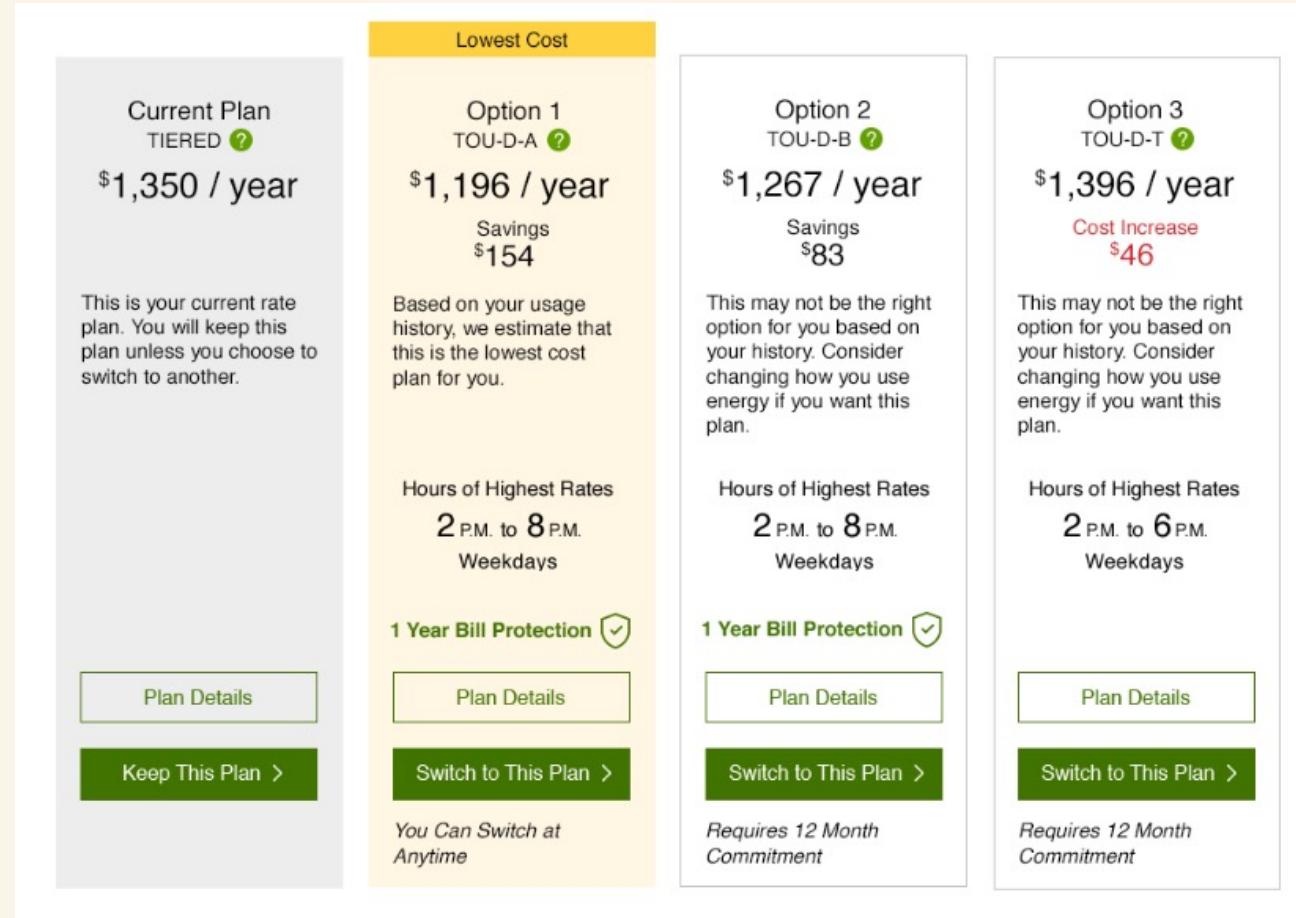 Current Plan
TIERED ?
$1,350 / year
This is your current rate
plan. You will keep this
plan unless you choose to
switch to another.
Plan Details
Keep This Plan >
Lowest Cost
Option 1
TOU-D-A ?
$1,196 / year
Savings
$154
Based on your usage
history, we estimate that
this is the lowest cost
plan for you.
Hours of Highest Rates
2 P.M. to 8 P.M.
Weekdays
1 Year Bill Protection
Plan Details
Switch to This Plan >
You Can Switch at
Anytime
Option 2
TOU-D-B ?
$1,267 / year
Savings
$83
This may not be the right
option for you based on
your history. Consider
changing how you use
energy if you want this
plan.
Hours of Highest Rates
2 P.M. to 8 P.M.
Weekdays
1 Year Bill Protection
Plan Details
Switch to This Plan >
Requires 12 Month
Commitment
Option 3
TOU-D-T ?
$1,396 / year
Cost Increase
$46
This may not be the right
option for you based on
your history. Consider
changing how you use
energy if you want this
plan.
Hours of Highest Rates
2 P.M. to 6 P.M.
Weekdays
Plan Details
Switch to This Plan >
Requires 12 Month
Commitment